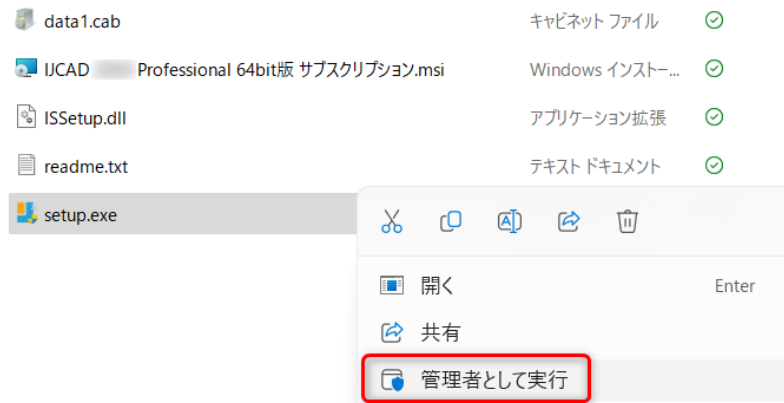 data1.cab キャビネット ファイル
IJCAD Professional 64bit版 サブスクリプション.msi Windows インストー...
ISSetup.dll アプリケーション拡張
readme.txt テキスト ドキュメント
setup.exe
開く Enter
共有
管理者として実行